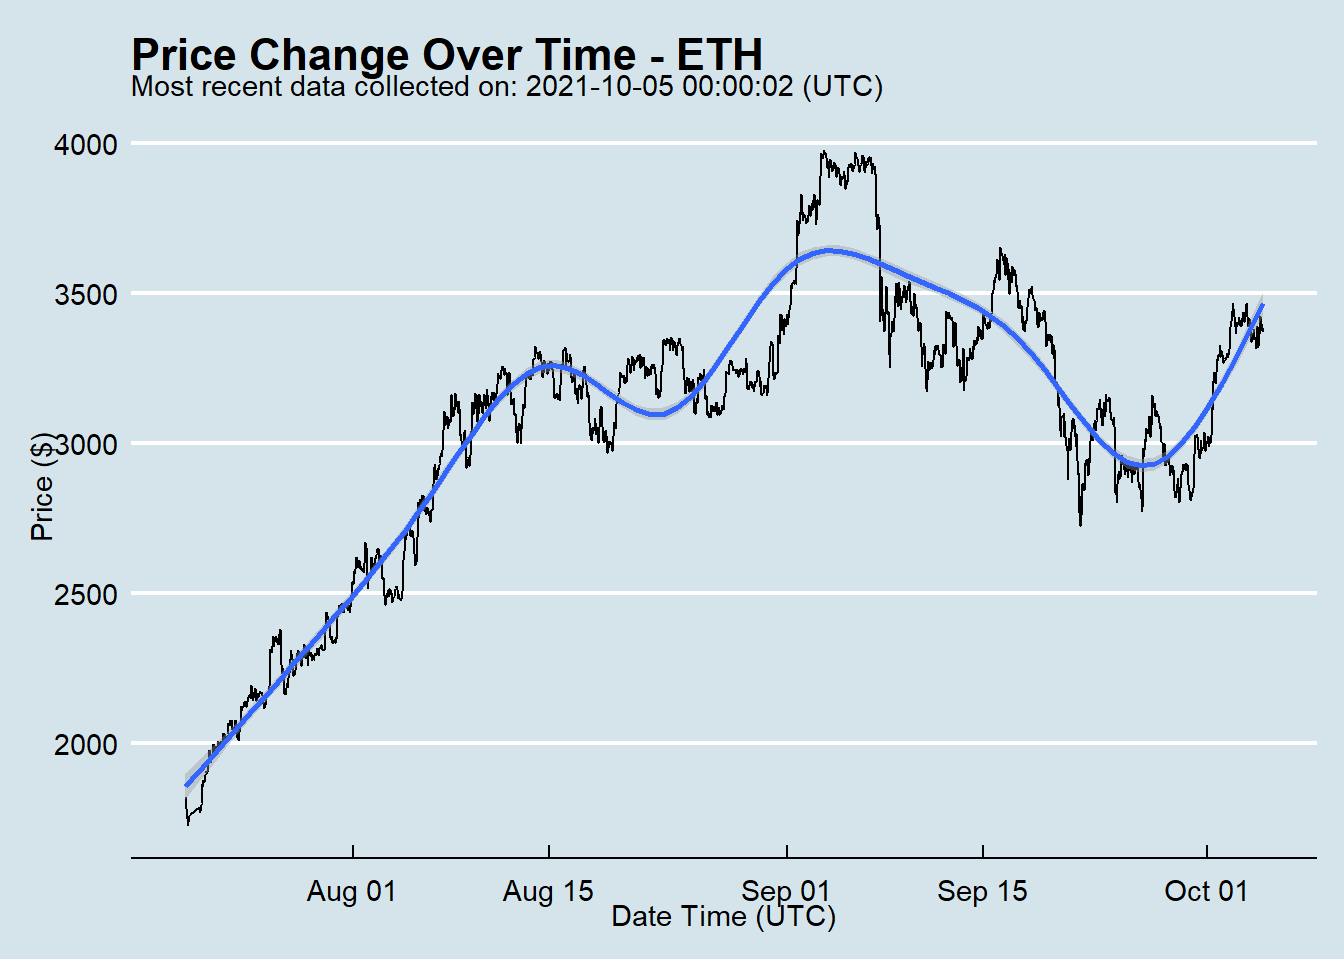 Price Change Over Time - ETH
Most recent data collected on: 2021-10-05 00:00:02 (UTC)
4000
3500
3000
2500
2000
Price ($)
Aug 01 Aug 15 Sep 01 Sep 15 Oct 01
Date Time (UTC)